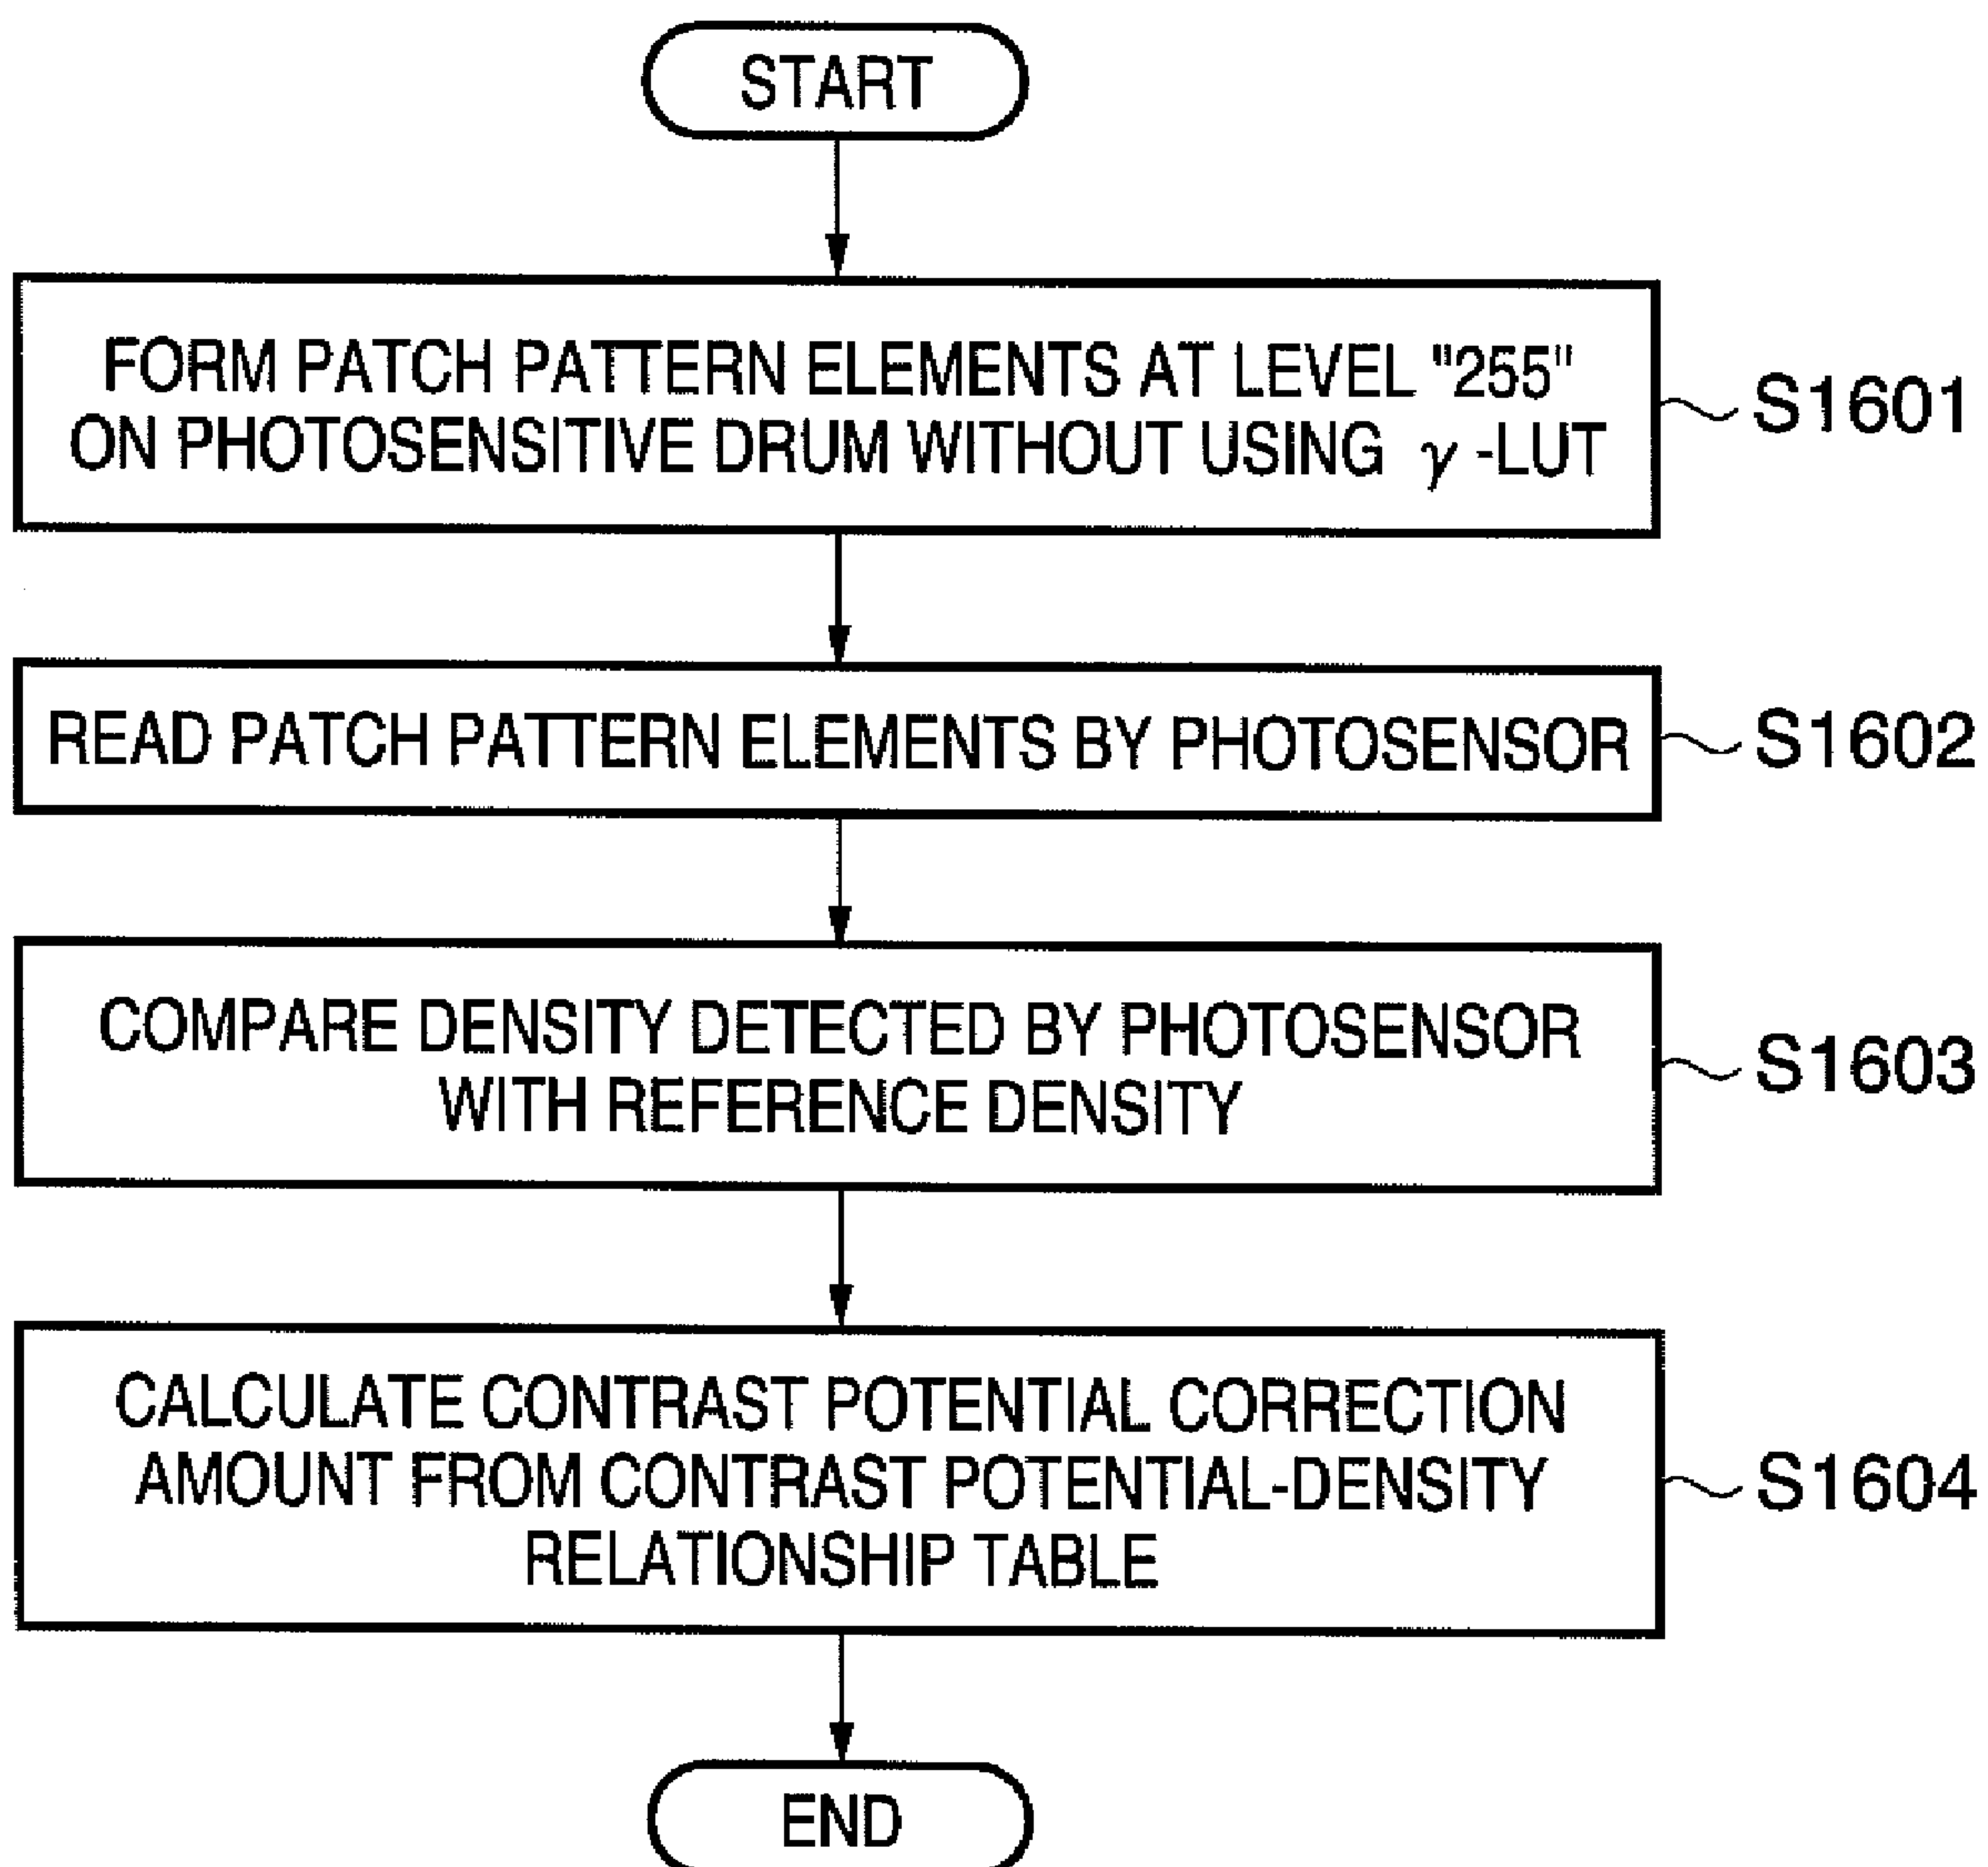 START
FORM PATCH PATTERN ELEMENTS AT LEVEL "255"
ON PHOTOSENSITIVE DRUM WITHOUT USING γ-LUT
S1601
READ PATCH PATTERN ELEMENTS BY PHOTOSENSOR
S1602
COMPARE DENSITY DETECTED BY PHOTOSENSOR
WITH REFERENCE DENSITY
S1603
CALCULATE CONTRAST POTENTIAL CORRECTION
AMOUNT FROM CONTRAST POTENTIAL-DENSITY
RELATIONSHIP TABLE
S1604
END